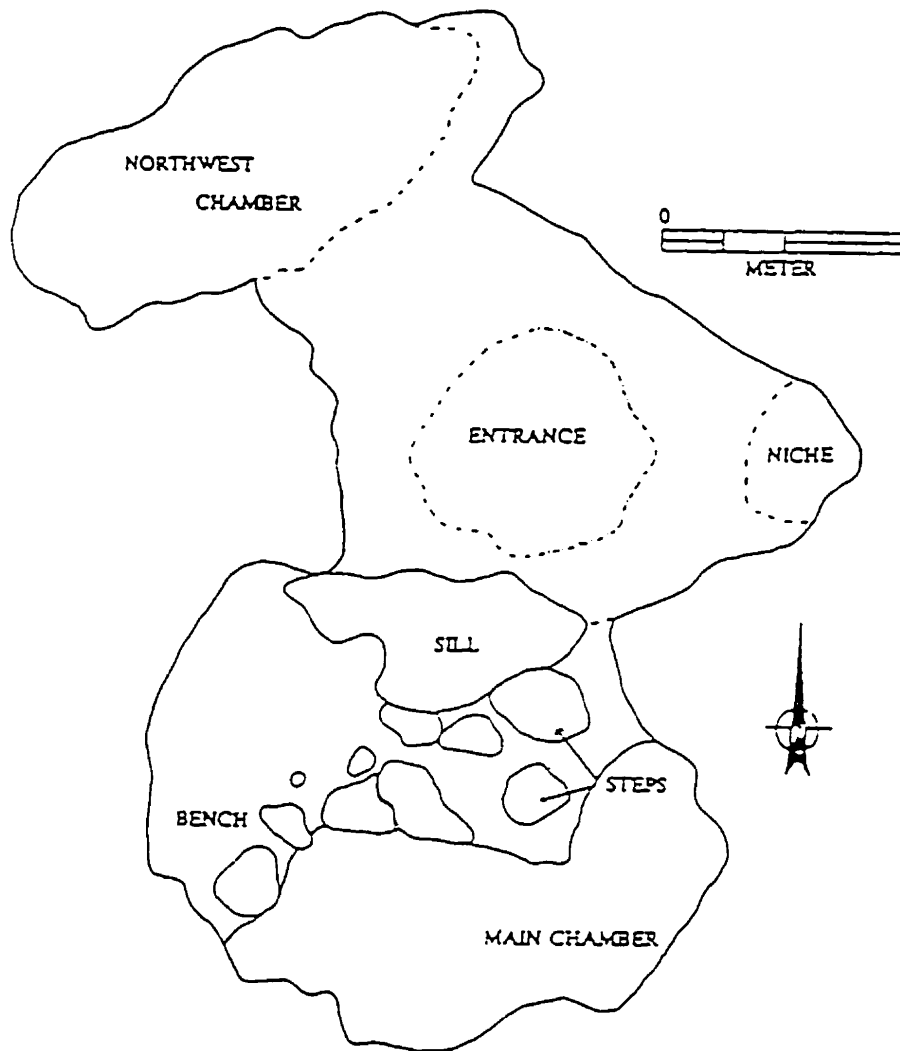 NORTHWEST
CHAMBER
0
METER
ENTRANCE
NICHE
SILL
STEPS
BENCH
MAIN CHAMBER